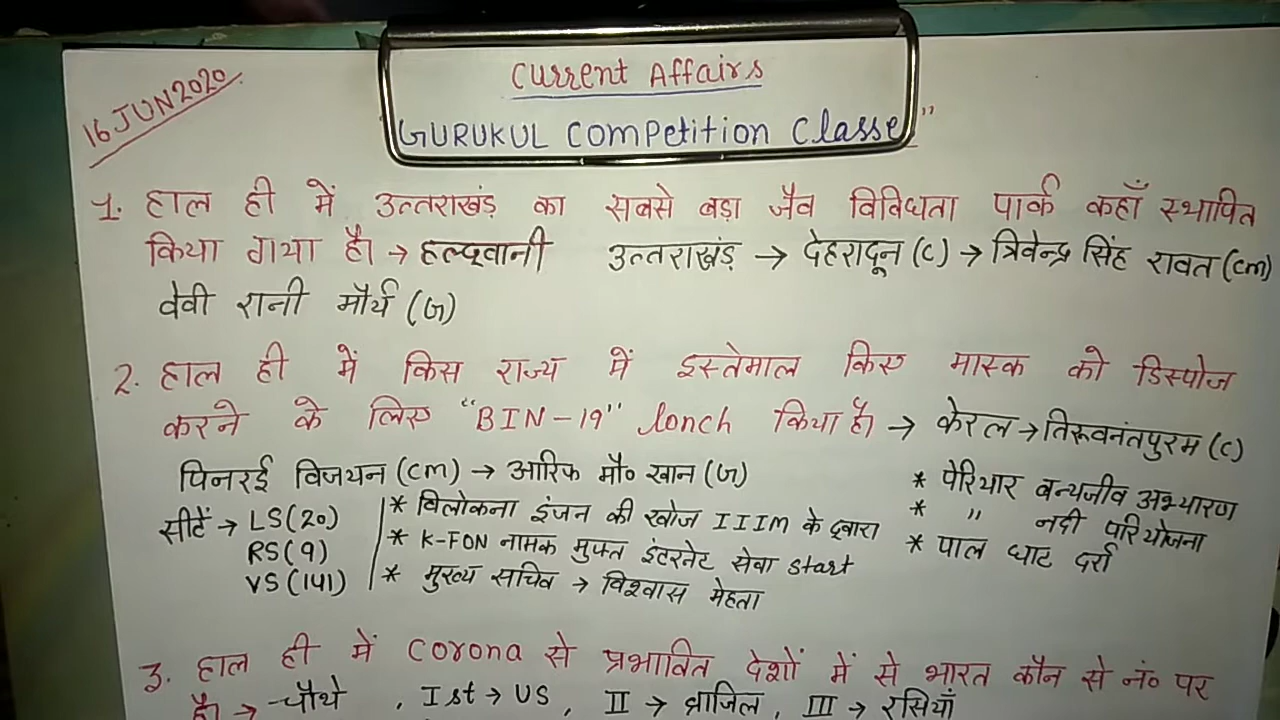 16 JUN 2020
Current Affairs
GURUKUL Competition Classe"
1. हाल ही में उत्तराखंड का सबसे बड़ा जैव विविधता पार्क कहाँ स्थापित
किया गया है। → हल्द्वानी उत्तराखंड → देहरादून (C) → त्रिवेन्द्र सिंह रावत (cm)
वेवी रानी मौर्य (G)
2. हाल ही में किस राज्य में इस्तेमाल किए मास्क को डिस्पोज
करने के लिए "BIN-19" lonch किया है। → केरल → तिरूवनंतपुरम (C)
पिनरई विजयन (cm) → आरिफ मौ० खान (G)
सीटें → LS(20)
RS(9)
VS(141)
* विलोकना इंजन की खोज IIIM के द्वारा
* K-FON नामक मुफ्त इंटरनेट सेवा start
* मुख्य सचिव → विश्वास मेहता
* पेरियार वन्यजीव अभ्यारण
* " नदी परियोजना
* पाल घाट दर्रा
3. हाल ही में Corona से प्रभावित देशों में से भारत कौन से नं० पर
है। → चौथे , Ist → US , II → ब्राजिल , III → रसियाँ